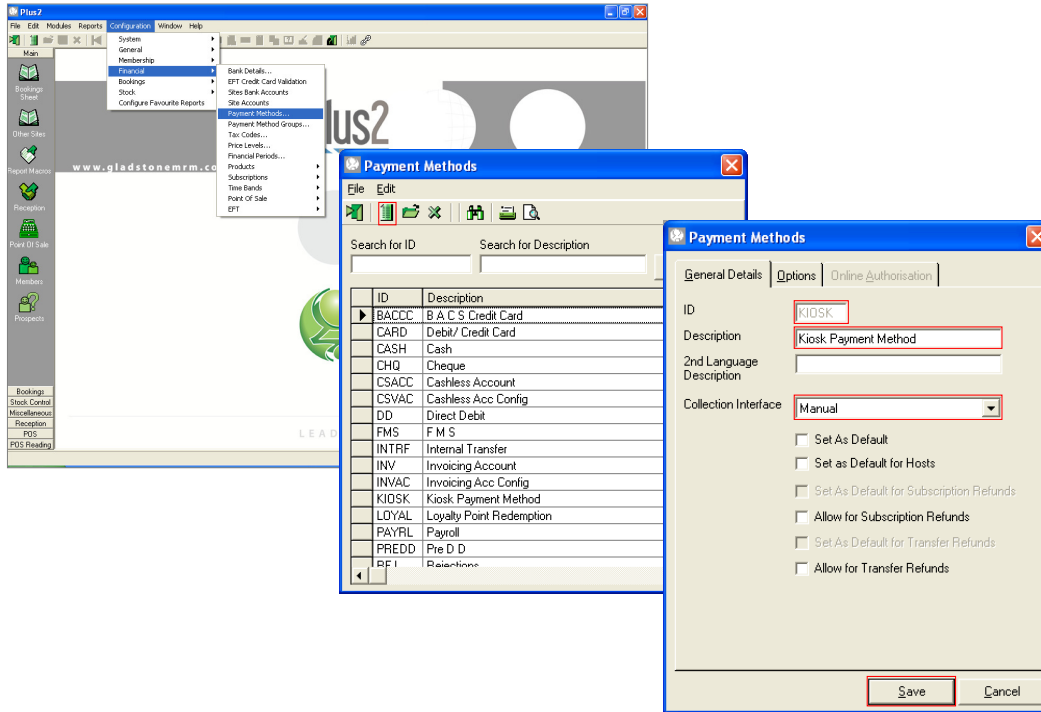 Plus2
File Edit Modules Reports Configuration Window Help
Main
Bookings
Sheet
Other Sites
Report Macros
Reception
Point Of Sale
Members
Prospects
Bookings
Stock Control
Miscellaneous
Reception
POS
POS Reading
System
General
Membership
Financial
Bookings
Stock
Configure Favourite Reports
Bank Details...
EFT Credit Card Validation
Sites Bank Accounts
Site Accounts
Payment Methods...
Payment Method Groups...
Tax Codes...
Price Levels...
Financial Periods...
Products
Subscriptions
Time Bands
Point Of Sale
EFT
lus2
www.gladstonemrm.co
LEAD
Payment Methods
File Edit
Search for ID Search for Description
ID Description
BACCC B A C S Credit Card
CARD Debit/ Credit Card
CASH Cash
CHQ Cheque
CSACC Cashless Account
CSVAC Cashless Acc Config
DD Direct Debit
FMS F M S
INTRF Internal Transfer
INV Invoicing Account
INVAC Invoicing Acc Config
KIOSK Kiosk Payment Method
LOYAL Loyalty Point Redemption
PAYRL Payroll
PREDD Pre D D
REJ Rejections
Payment Methods
General Details Options Online Authorisation
ID KIOSK
Description Kiosk Payment Method
2nd Language
Description
Collection Interface Manual
Set As Default
Set as Default for Hosts
Set As Default for Subscription Refunds
Allow for Subscription Refunds
Set As Default for Transfer Refunds
Allow for Transfer Refunds
Save Cancel